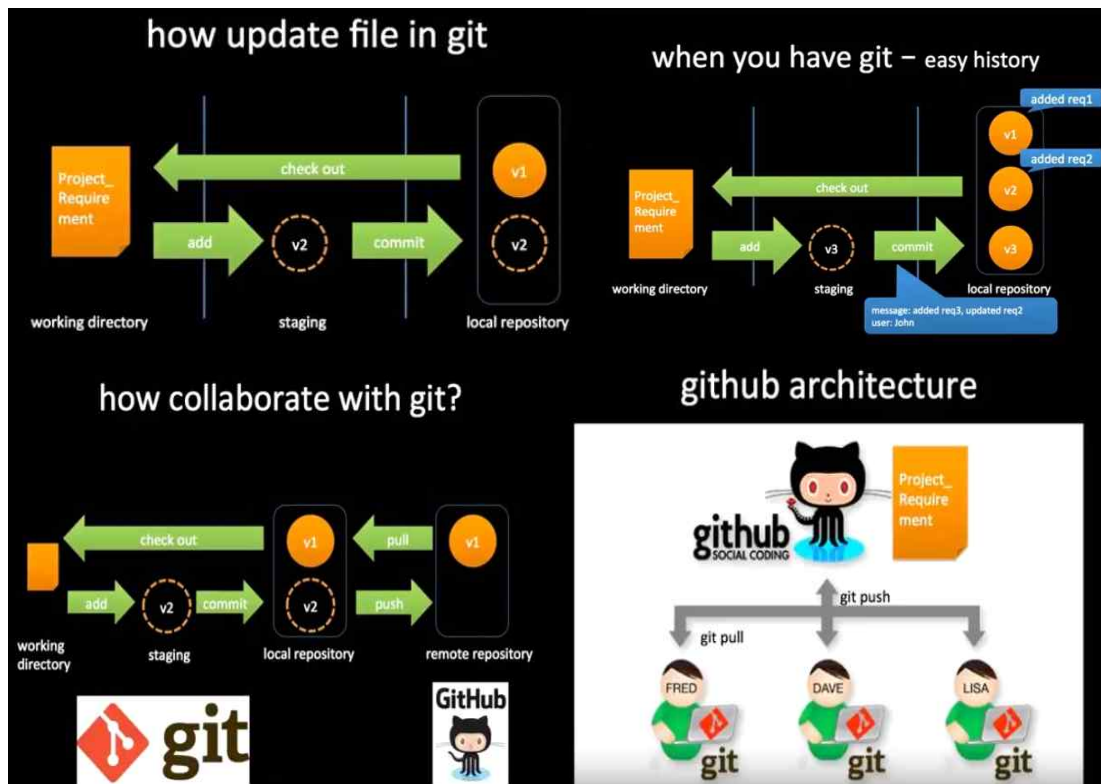 how update file in git
Project_
Require
ment
check out
v1
add
v2
commit
v2
working directory
staging
local repository
when you have git – easy history
added req1
v1
added req2
Project_
Require
ment
check out
v2
add
v3
commit
v3
working directory
staging
local repository
message: added req3, updated req2
user: John
how collaborate with git?
check out
v1
pull
v1
add
v2
commit
v2
push
working
directory
staging
local repository
remote repository
git
GitHub
github architecture
Project_
Require
ment
github
SOCIAL CODING
git push
git pull
FRED
DAVE
LISA
git
git
git